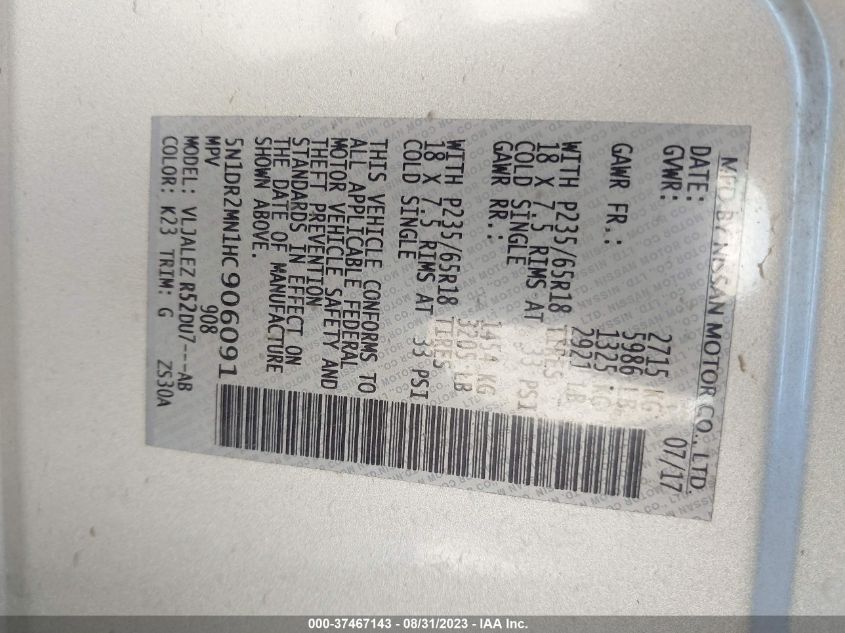 MFD BY NISSAN MOTOR CO., LTD.
DATE: 07/17
GVWR: 2715 KG
5986 LB
GAWR FR.: 1325 KG
2921 LB
WITH P235/65R18 TIRES
18 X 7.5 RIMS AT 33 PSI
COLD SINGLE
GAWR RR.: 1454 KG
3205 LB
WITH P235/65R18 TIRES
18 X 7.5 RIMS AT 33 PSI
COLD SINGLE
THIS VEHICLE CONFORMS TO
ALL APPLICABLE FEDERAL
MOTOR VEHICLE SAFETY AND
THEFT PREVENTION
STANDARDS IN EFFECT ON
THE DATE OF MANUFACTURE
SHOWN ABOVE.
5N1DR2MN1HC906091
MPV 908
MODEL: VLJALEZ R52DU7---AB
COLOR: K23 TRIM: G ZS30A
000-37467143 - 08/31/2023 - IAA Inc.